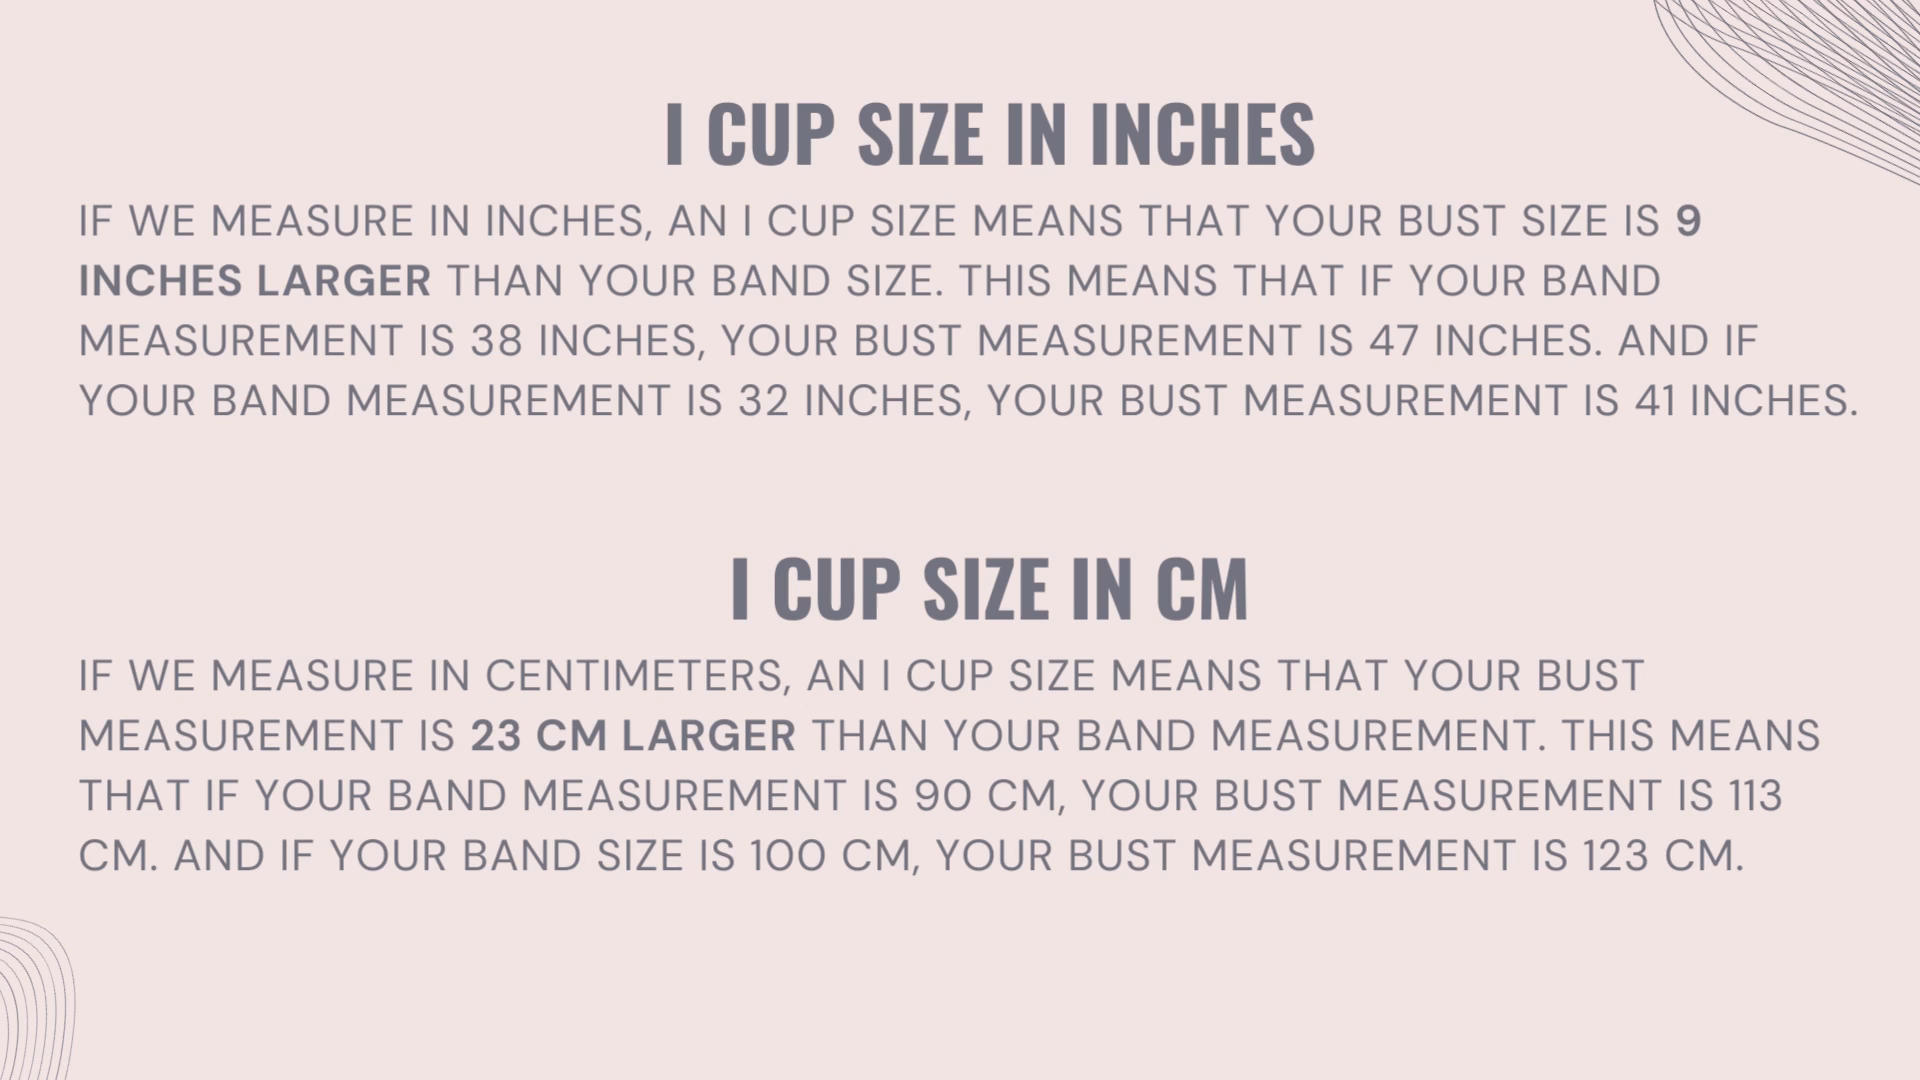 I CUP SIZE IN INCHES
IF WE MEASURE IN INCHES, AN I CUP SIZE MEANS THAT YOUR BUST SIZE IS 9
INCHES LARGER THAN YOUR BAND SIZE. THIS MEANS THAT IF YOUR BAND
MEASUREMENT IS 38 INCHES, YOUR BUST MEASUREMENT IS 47 INCHES. AND IF
YOUR BAND MEASUREMENT IS 32 INCHES, YOUR BUST MEASUREMENT IS 41 INCHES.
I CUP SIZE IN CM
IF WE MEASURE IN CENTIMETERS, AN I CUP SIZE MEANS THAT YOUR BUST
MEASUREMENT IS 23 CM LARGER THAN YOUR BAND MEASUREMENT. THIS MEANS
THAT IF YOUR BAND MEASUREMENT IS 90 CM, YOUR BUST MEASUREMENT IS 113
CM. AND IF YOUR BAND SIZE IS 100 CM, YOUR BUST MEASUREMENT IS 123 CM.